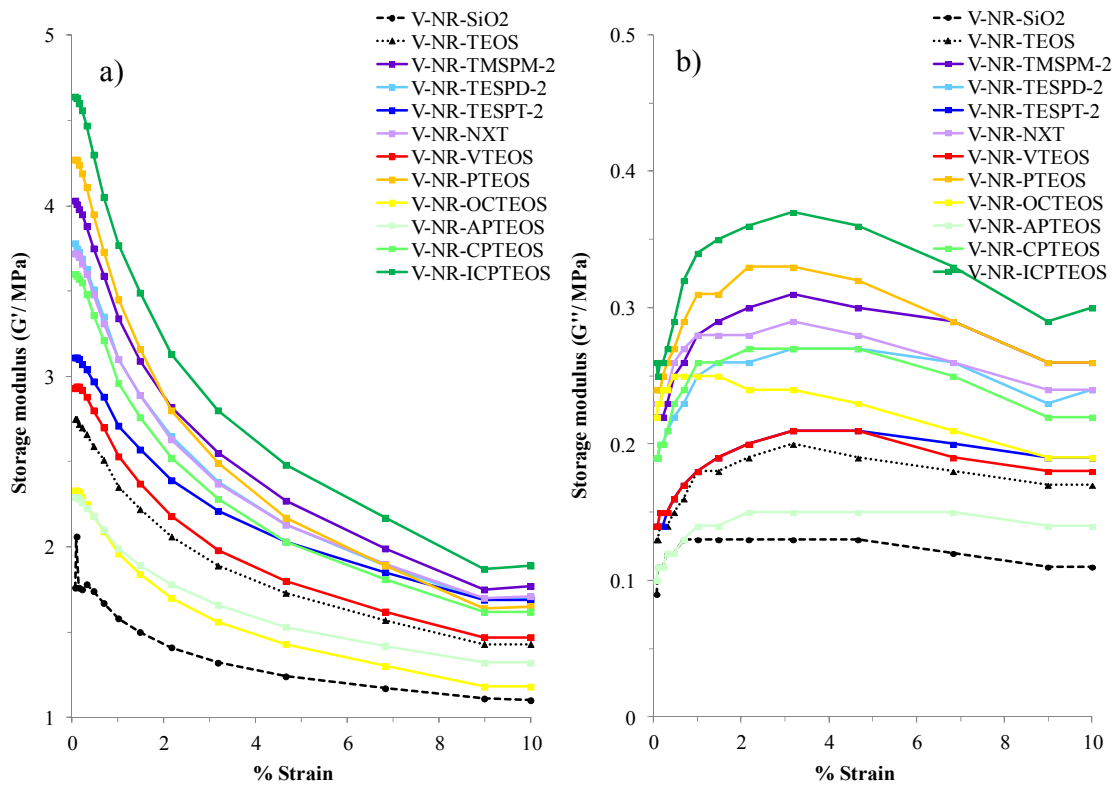 a)
Storage modulus (G'/ MPa)
5
4
3
2
1
0
2
4
6
8
10
% Strain
V-NR-SiO2
V-NR-TEOS
V-NR-TMSPM-2
V-NR-TESPD-2
V-NR-TESPT-2
V-NR-NXT
V-NR-VTEOS
V-NR-PTEOS
V-NR-OCTEOS
V-NR-APTEOS
V-NR-CPTEOS
V-NR-ICPTEOS
b)
Storage modulus (G''/ MPa)
0.5
0.4
0.3
0.2
0.1
0
0
2
4
6
8
10
% Strain
V-NR-SiO2
V-NR-TEOS
V-NR-TMSPM-2
V-NR-TESPD-2
V-NR-TESPT-2
V-NR-NXT
V-NR-VTEOS
V-NR-PTEOS
V-NR-OCTEOS
V-NR-APTEOS
V-NR-CPTEOS
V-NR-ICPTEOS